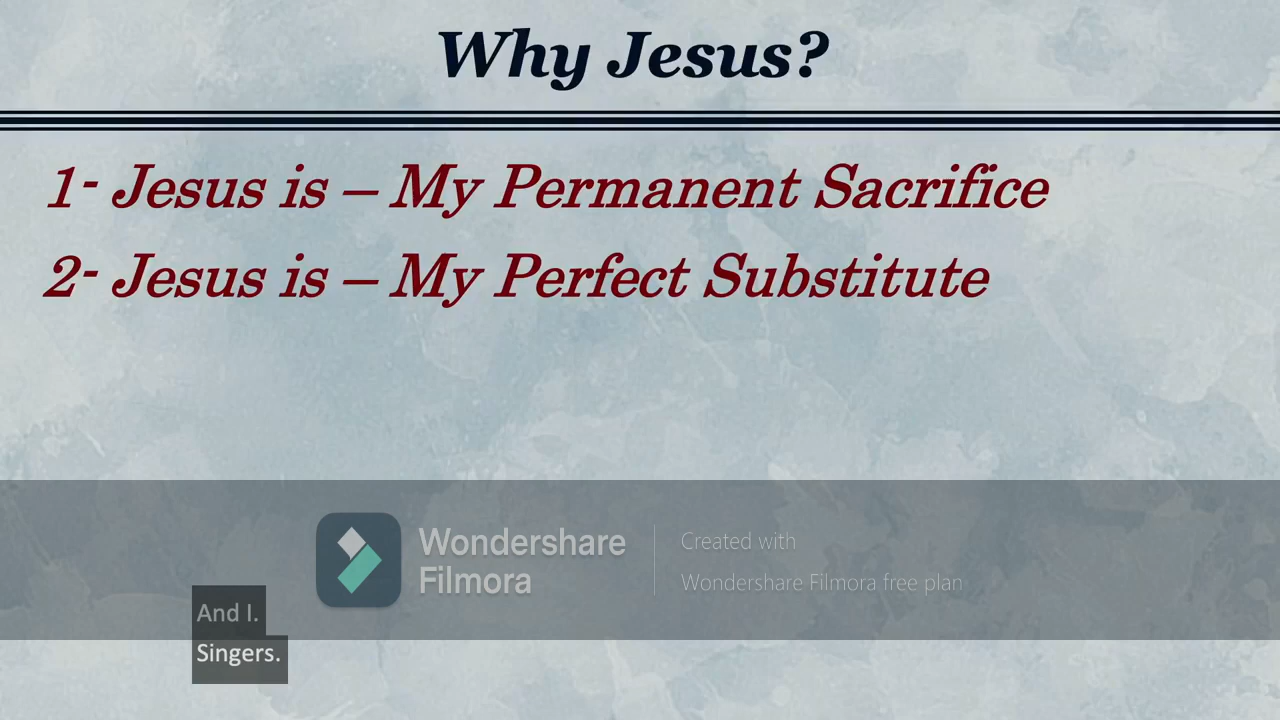 Why Jesus?
1- Jesus is – My Permanent Sacrifice
2- Jesus is – My Perfect Substitute
Wondershare
Filmora
Created with
Wondershare Filmora free plan
And I.
Singers.